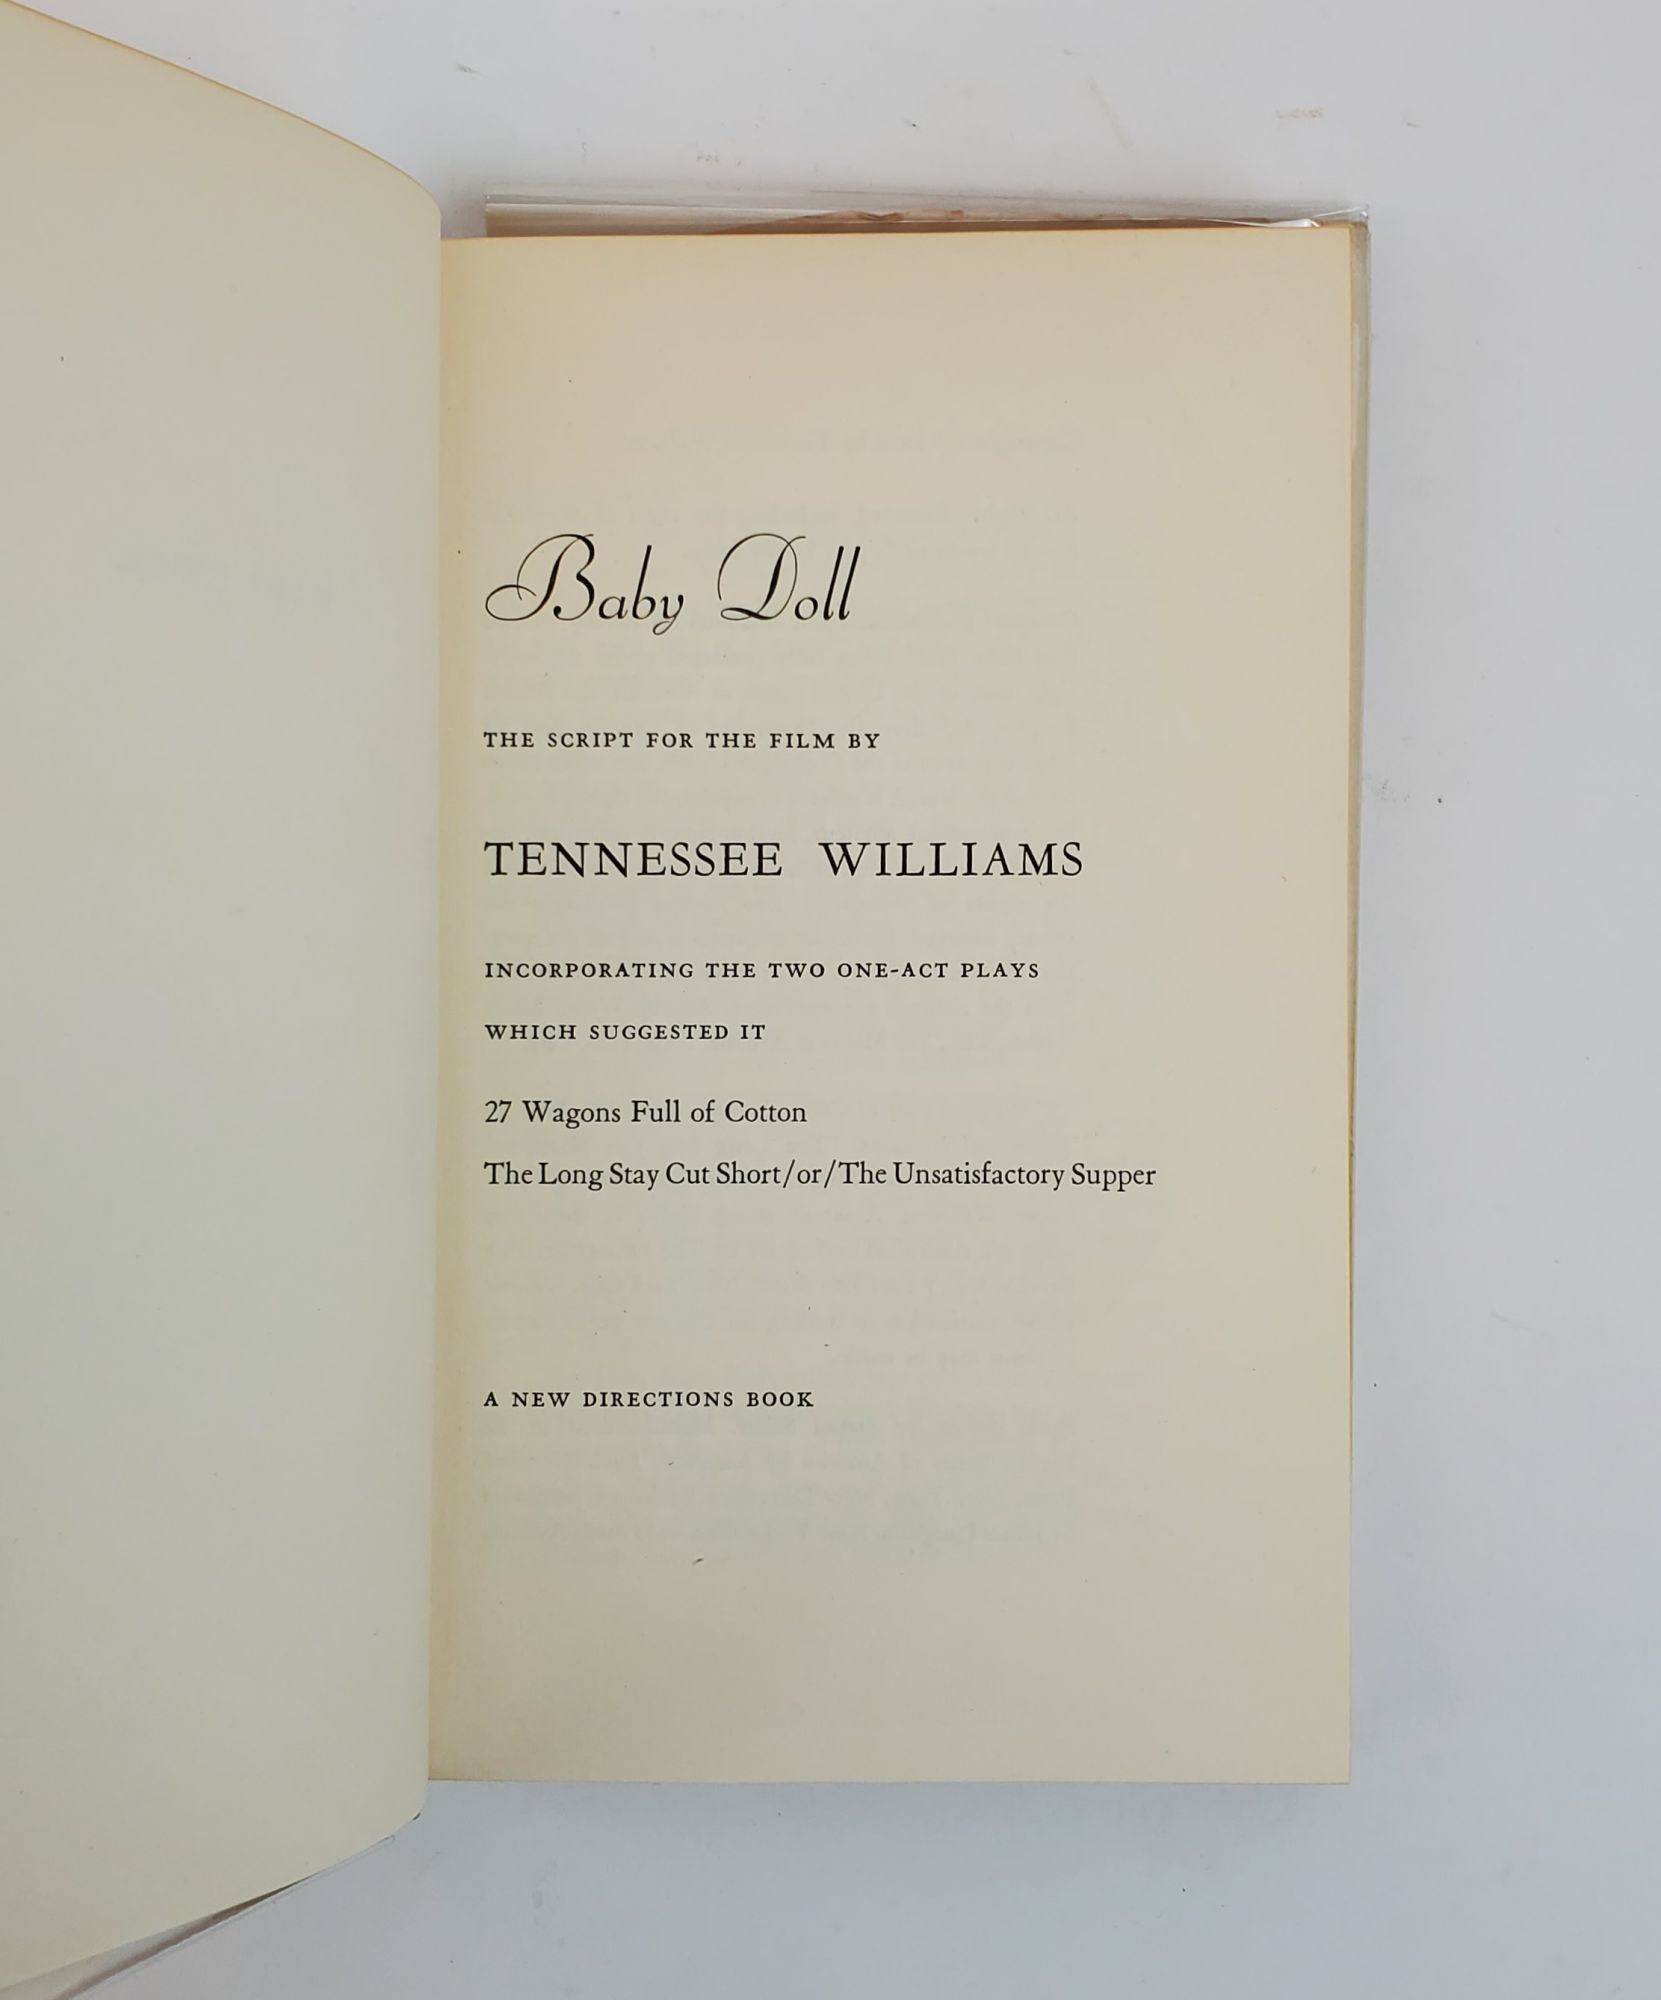 Baby Doll
THE SCRIPT FOR THE FILM BY
TENNESSEE WILLIAMS
INCORPORATING THE TWO ONE-ACT PLAYS
WHICH SUGGESTED IT
27 Wagons Full of Cotton
The Long Stay Cut Short/or/The Unsatisfactory Supper
A NEW DIRECTIONS BOOK